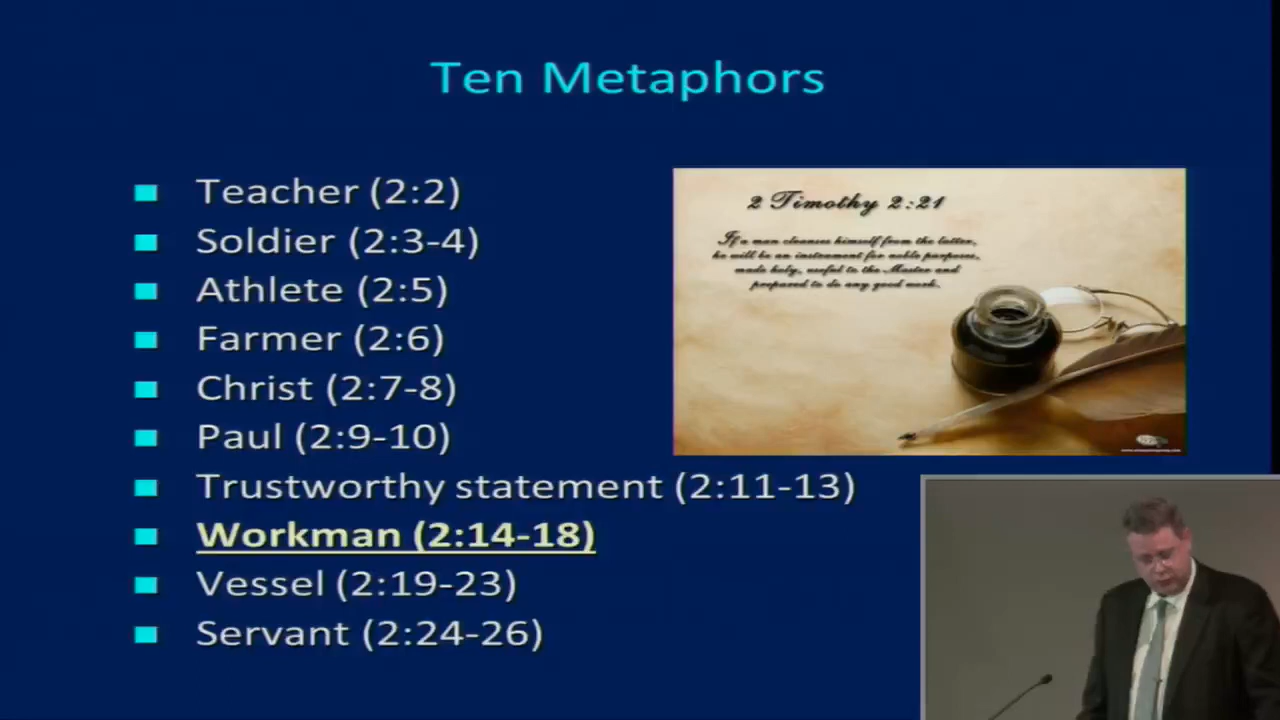 Ten Metaphors
Teacher (2:2)
Soldier (2:3-4)
Athlete (2:5)
Farmer (2:6)
Christ (2:7-8)
Paul (2:9-10)
Trustworthy statement (2:11-13)
Workman (2:14-18)
Vessel (2:19-23)
Servant (2:24-26)
2 Timothy 2:21
If a man cleanses himself from the latter,
he will be an instrument for noble purposes,
made holy, useful to the Master and
prepared to do any good work.